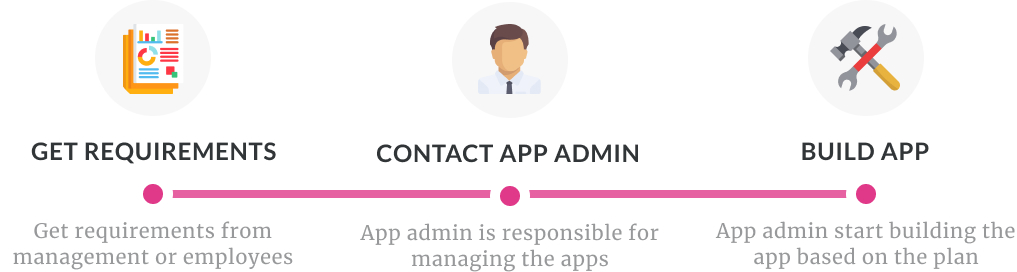 GET REQUIREMENTS
CONTACT APP ADMIN
BUILD APP
Get requirements from
management or employees
App admin is responsible for
managing the apps
App admin start building the
app based on the plan